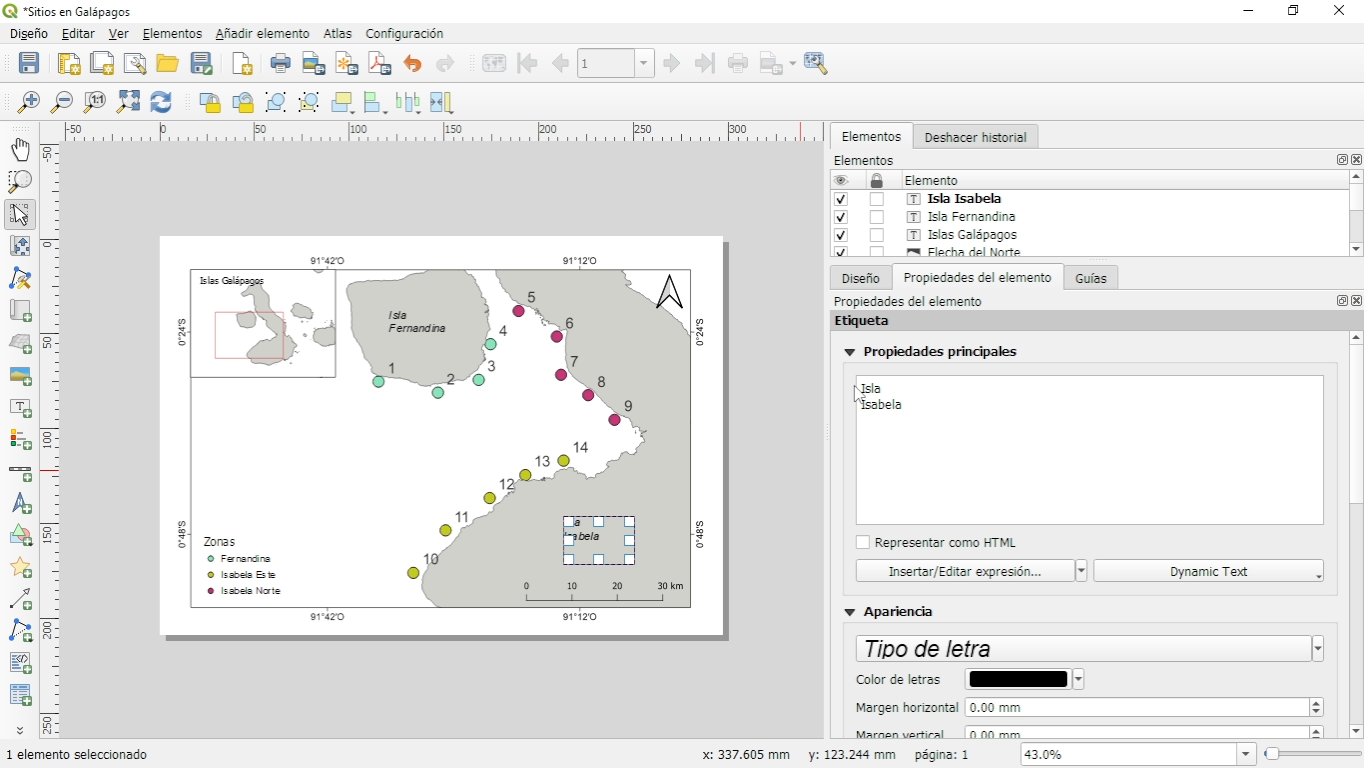 *Sitios en Galápagos
Diseño Editar Ver Elementos Añadir elemento Atlas Configuración
1
-50 0 50 100 150 200 250 300
-50 0 50 100 150 200 250
91°42'O 91°12'O
Islas Galápagos
0°24'S 0°24'S
Isla
Fernandina
1
2
3
4
5
6
7
8
9
10
11
12
13
14
0°48'S 0°48'S
Zonas
Fernandina
Isabela Este
Isabela Norte
0 10 20 30 km
91°42'O 91°12'O
Elementos Deshacer historial
Elementos
Elemento
Isla Isabela
Isla Fernandina
Islas Galápagos
Flecha del Norte
Diseño Propiedades del elemento Guías
Propiedades del elemento
Etiqueta
Propiedades principales
Isla
Isabela
Representar como HTML
Insertar/Editar expresión... Dynamic Text
Apariencia
Tipo de letra
Color de letras
Margen horizontal 0.00 mm
Margen vertical 0.00 mm
1 elemento seleccionado x: 337.605 mm y: 123.244 mm página: 1 43.0%